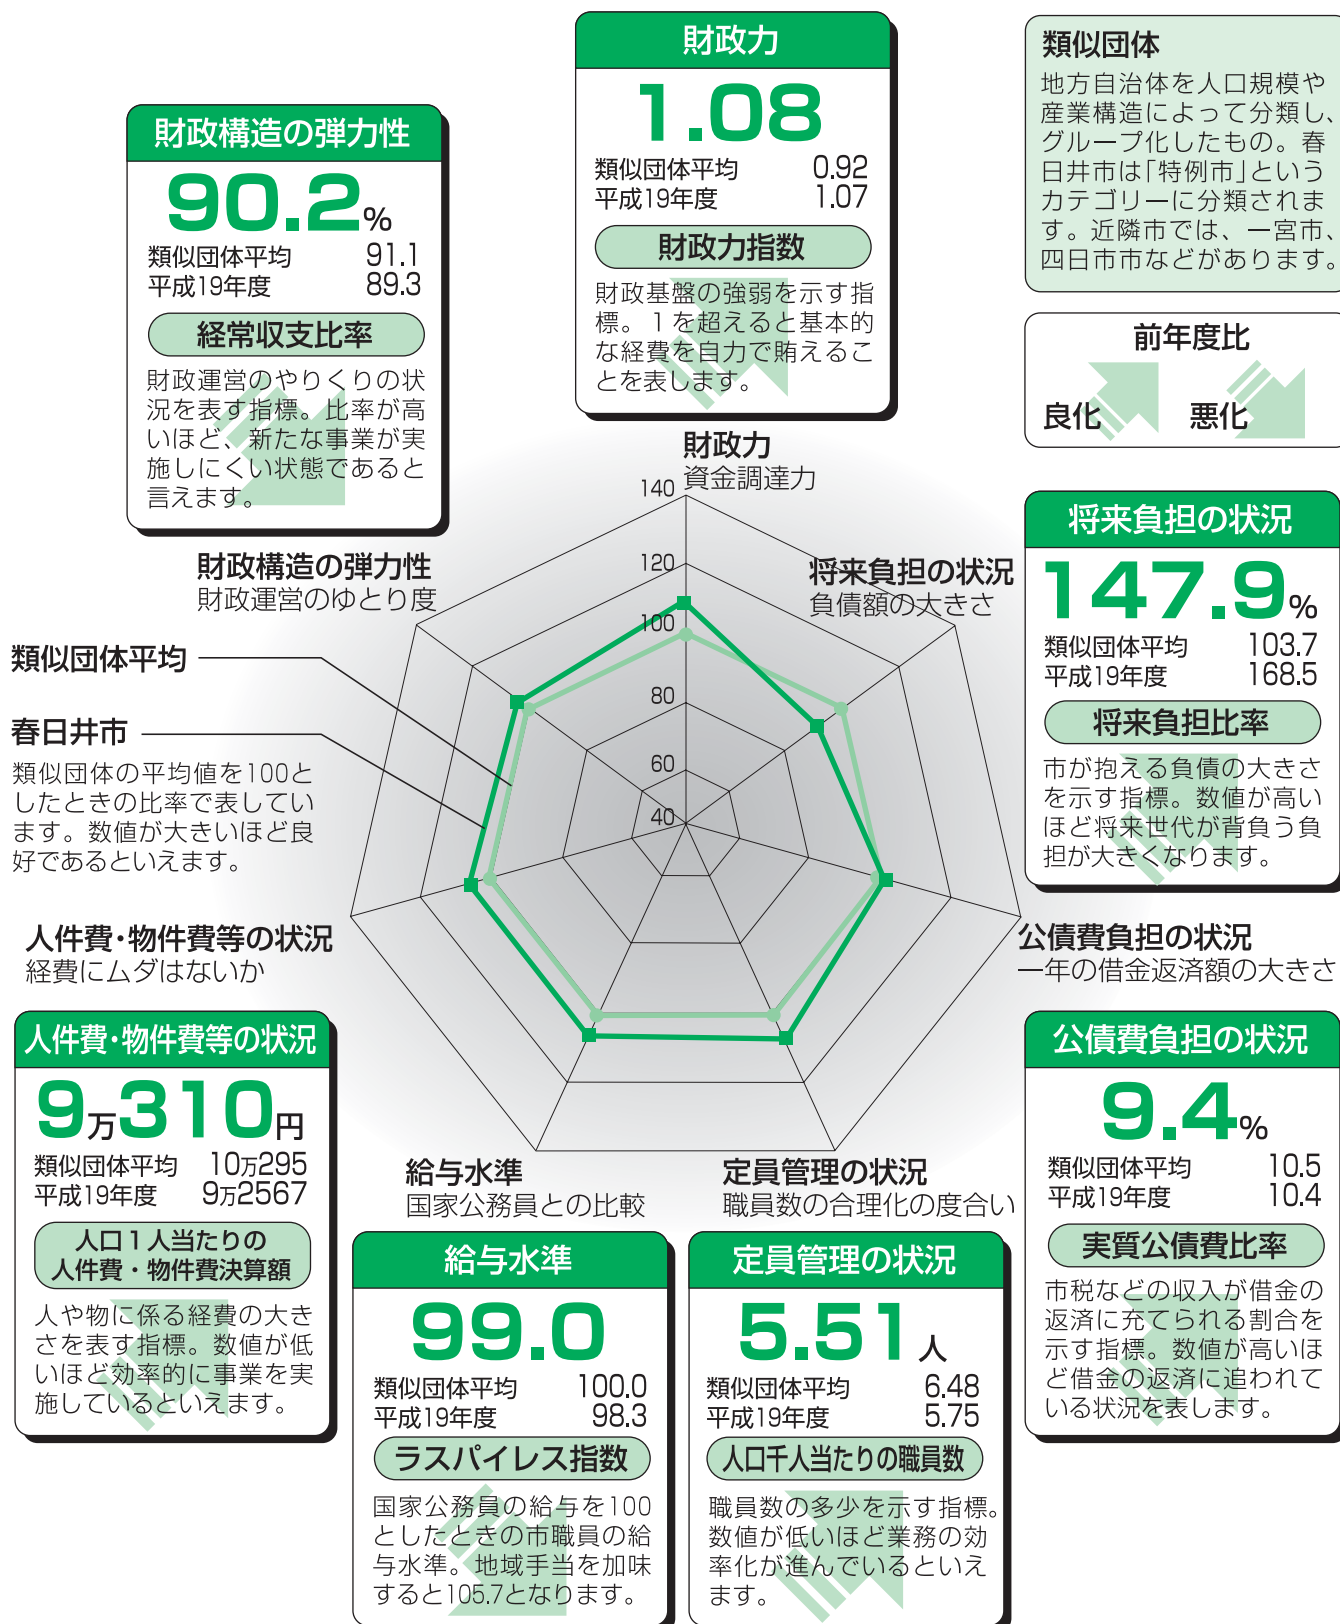 財政力
1.08
類似団体平均 0.92
平成19年度 1.07
財政力指数
財政基盤の強弱を示す指
標。1を超えると基本的
な経費を自力で賄えるこ
とを表します。
類似団体
地方自治体を人口規模や
産業構造によって分類し、
グループ化したもの。春
日井市は「特例市」という
カテゴリーに分類されま
す。近隣市では、一宮市、
四日市市などがあります。
前年度比
良化 悪化
財政構造の弾力性
90.2%
類似団体平均 91.1
平成19年度 89.3
経常収支比率
財政運営のやりくりの状
況を表す指標。比率が高
いほど、新たな事業が実
施しにくい状態であると
言えます。
財政力
資金調達力
140
120
100
80
60
40
財政構造の弾力性
財政運営のゆとり度
将来負担の状況
負債額の大きさ
類似団体平均
春日井市
類似団体の平均値を100と
したときの比率で表してい
ます。数値が大きいほど良
好であるといえます。
将来負担の状況
147.9%
類似団体平均 103.7
平成19年度 168.5
将来負担比率
市が抱える負債の大きさ
を示す指標。数値が高い
ほど将来世代が背負う負
担が大きくなります。
人件費・物件費等の状況
経費にムダはないか
公債費負担の状況
一年の借金返済額の大きさ
人件費・物件費等の状況
9万310円
類似団体平均 10万295
平成19年度 9万2567
人口1人当たりの
人件費・物件費決算額
人や物に係る経費の大き
さを表す指標。数値が低
いほど効率的に事業を実
施しているといえます。
公債費負担の状況
9.4%
類似団体平均 10.5
平成19年度 10.4
実質公債費比率
市税などの収入が借金の
返済に充てられる割合を
示す指標。数値が高いほ
ど借金の返済に追われて
いる状況を表します。
給与水準
国家公務員との比較
定員管理の状況
職員数の合理化の度合い
給与水準
99.0
類似団体平均 100.0
平成19年度 98.3
ラスパイレス指数
国家公務員の給与を100
としたときの市職員の給
与水準。地域手当を加味
すると105.7となります。
定員管理の状況
5.51人
類似団体平均 6.48
平成19年度 5.75
人口千人当たりの職員数
職員数の多少を示す指標。
数値が低いほど業務の効
率化が進んでいるといえ
ます。